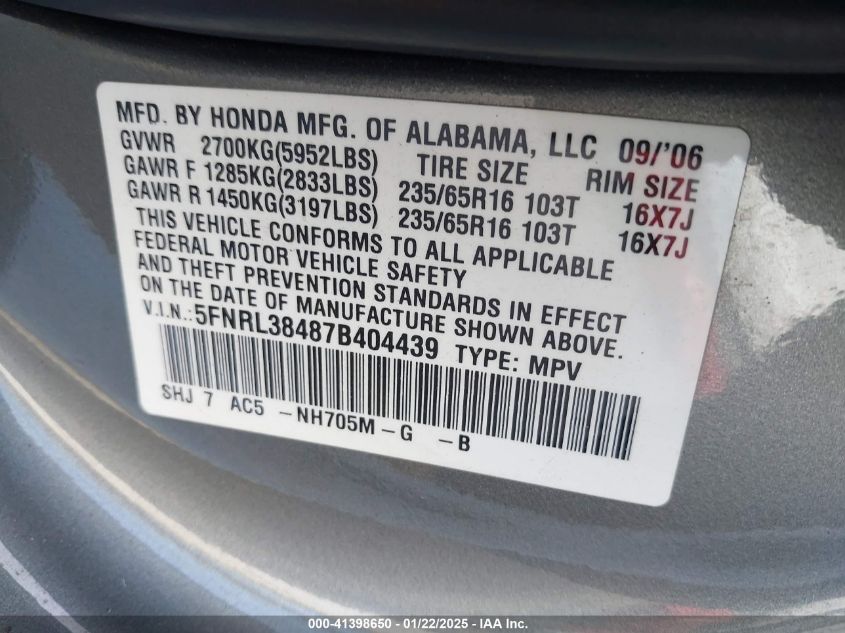 MFD. BY HONDA MFG. OF ALABAMA, LLC 09/'06
GVWR 2700KG(5952LBS) TIRE SIZE RIM SIZE
GAWR F 1285KG(2833LBS) 235/65R16 103T 16X7J
GAWR R 1450KG(3197LBS) 235/65R16 103T 16X7J
THIS VEHICLE CONFORMS TO ALL APPLICABLE
FEDERAL MOTOR VEHICLE SAFETY
AND THEFT PREVENTION STANDARDS IN EFFECT
ON THE DATE OF MANUFACTURE SHOWN ABOVE.
V.I.N.:5FNRL38487B404439 TYPE: MPV
SHJ 7 AC5 -NH705M-G -B
000-41398650 - 01/22/2025 - IAA Inc.